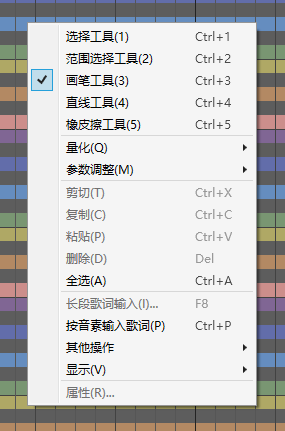 选择工具(1) Ctrl+1
范围选择工具(2) Ctrl+2
画笔工具(3) Ctrl+3
直线工具(4) Ctrl+4
橡皮擦工具(5) Ctrl+5
量化(Q)
参数调整(M)
剪切(T) Ctrl+X
复制(C) Ctrl+C
粘贴(P) Ctrl+V
删除(D) Del
全选(A) Ctrl+A
长段歌词输入(I)... F8
按音素输入歌词(P) Ctrl+P
其他操作
显示(V)
属性(R)...